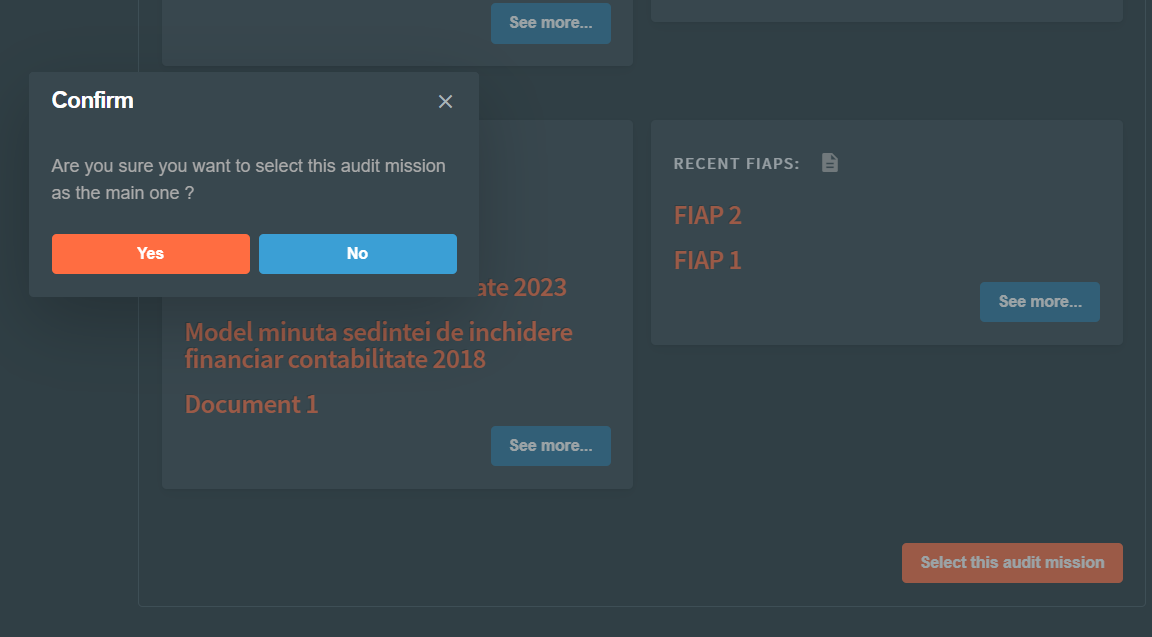 See more...
Confirm
Are you sure you want to select this audit mission
as the main one ?
Yes
No
ate 2023
Model minuta sedintei de inchidere
financiar contabilitate 2018
Document 1
See more...
RECENT FIAPS:
FIAP 2
FIAP 1
See more...
Select this audit mission